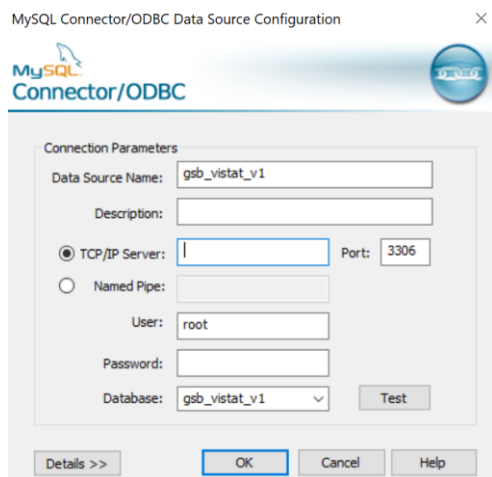 MySQL Connector/ODBC Data Source Configuration
MySQL
Connector/ODBC
Connection Parameters
Data Source Name: gsb_vistat_v1
Description:
TCP/IP Server: Port: 3306
Named Pipe:
User: root
Password:
Database: gsb_vistat_v1 Test
Details >> OK Cancel Help